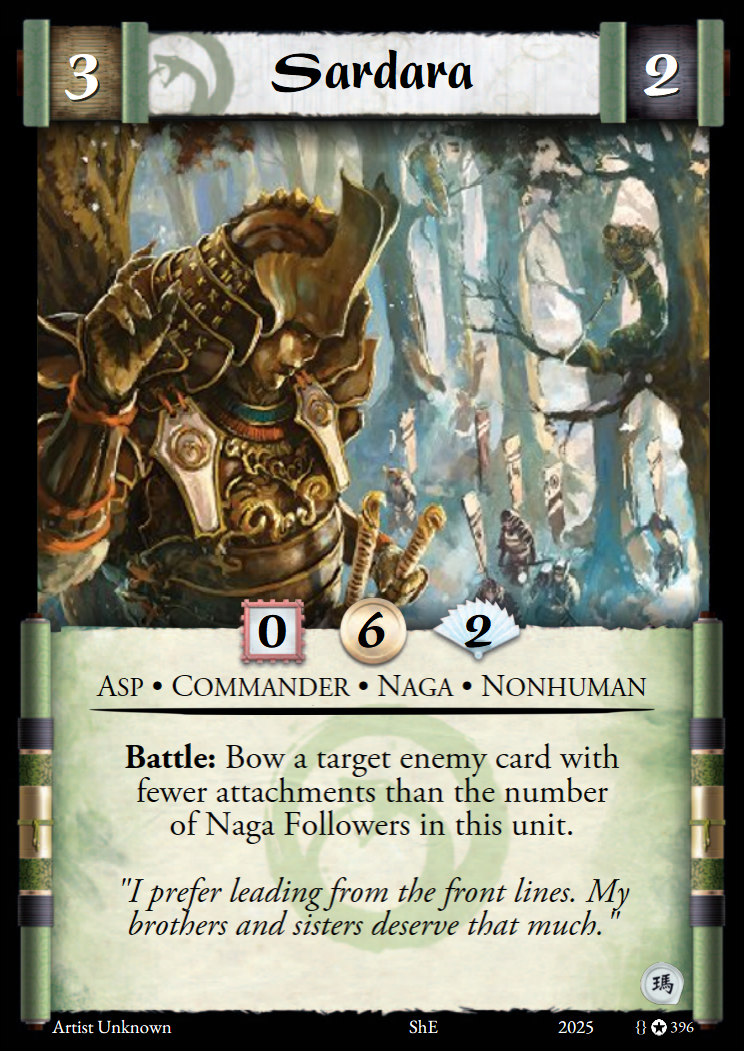 3 Sardara 2
0 6 2
ASP • COMMANDER • NAGA • NONHUMAN
Battle: Bow a target enemy card with
fewer attachments than the number
of Naga Followers in this unit.
"I prefer leading from the front lines. My
brothers and sisters deserve that much."
瑪
Artist Unknown ShE 2025 {} ✪ 396